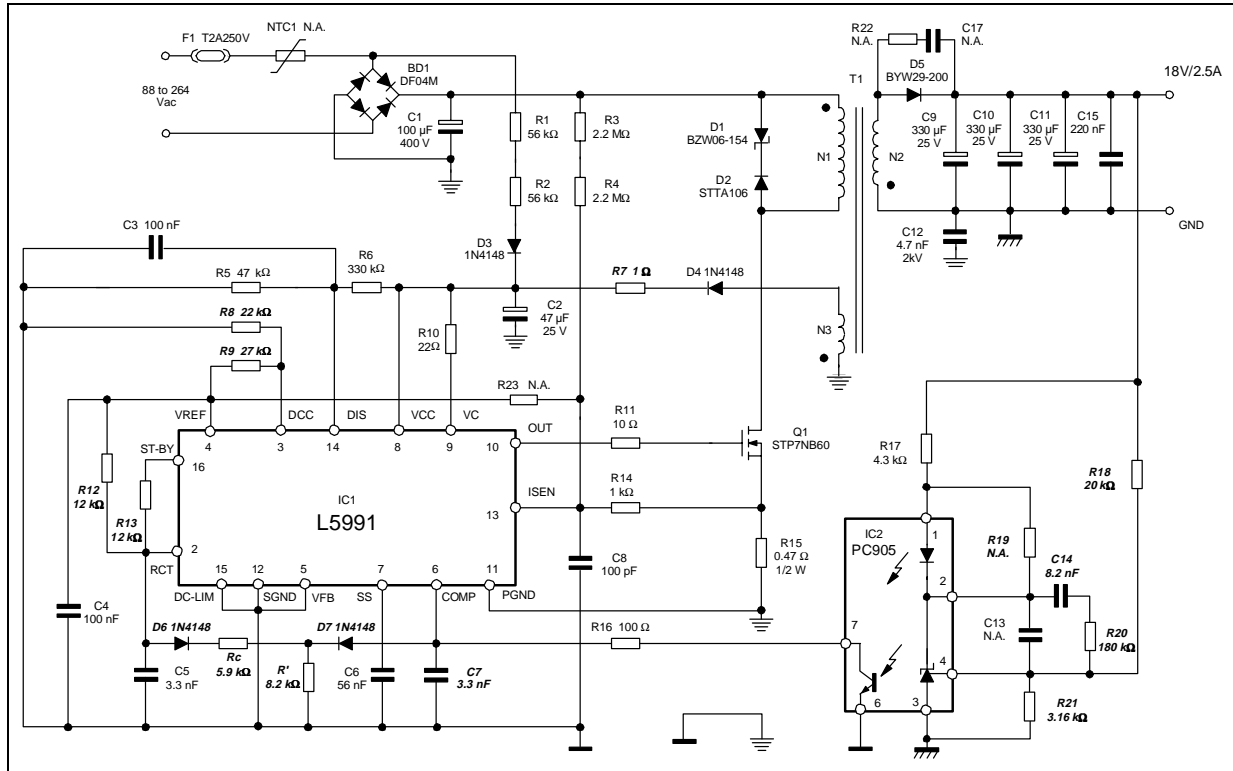 F1 T2A250V
NTC1 N.A.
88 to 264
Vac
BD1
DF04M
C1
100 µF
400 V
R1
56 kΩ
R3
2.2 MΩ
R2
56 kΩ
R4
2.2 MΩ
D1
BZW06-154
D2
STTA106
N1
T1
N2
R22
N.A.
C17
N.A.
D5
BYW29-200
18V/2.5A
C9
330 µF
25 V
C10
330 µF
25 V
C11
330 µF
25 V
C15
220 nF
GND
C12
4.7 nF
2kV
C3 100 nF
D3
1N4148
R5 47 kΩ
R6
330 kΩ
R7 1 Ω
D4 1N4148
R8 22 kΩ
C2
47 µF
25 V
R10
22Ω
N3
R9 27 kΩ
R23 N.A.
VREF
DCC
DIS
VCC
VC
OUT
4
3
14
8
9
10
R11
10 Ω
Q1
STP7NB60
R17
4.3 kΩ
R18
20 kΩ
ST-BY
16
R12
12 kΩ
R13
12 kΩ
IC1
L5991
ISEN
13
R14
1 kΩ
2
RCT
R15
0.47 Ω
1/2 W
IC2
PC905
1
R19
N.A.
C14
8.2 nF
2
15
12
5
7
6
11
DC-LIM
SGND
VFB
SS
COMP
PGND
C8
100 pF
C4
100 nF
D6 1N4148
D7 1N4148
R16 100 Ω
7
C13
N.A.
R20
180 kΩ
4
C5
3.3 nF
Rc
5.9 kΩ
R'
8.2 kΩ
C6
56 nF
C7
3.3 nF
6
3
R21
3.16 kΩ